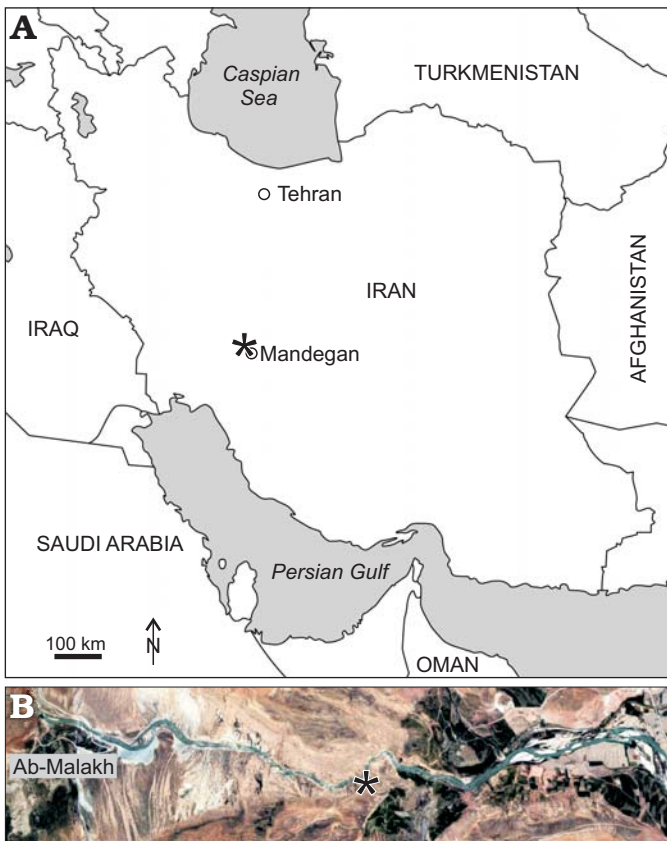 A
Caspian
Sea
TURKMENISTAN
Tehran
IRAN
AFGHANISTAN
IRAQ
*Mandegan
SAUDI ARABIA
Persian Gulf
100 km
N
OMAN
B
Ab-Malakh
*